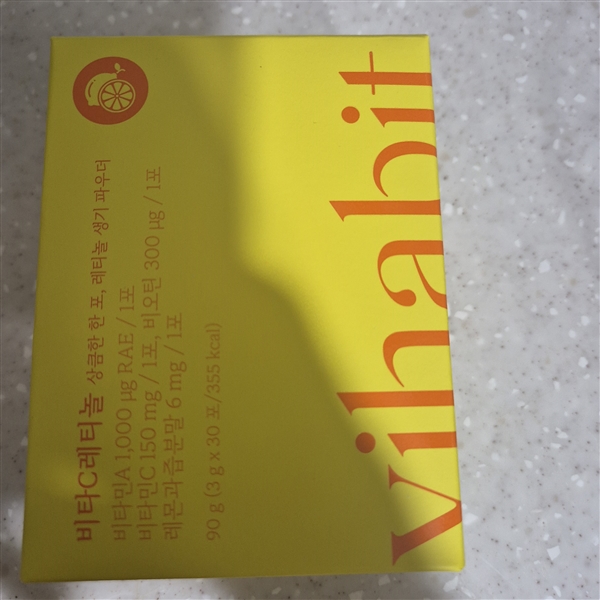 비타C레티놀 상큼한 한 포, 레티놀 생기 파우더
비타민A 1,000 µg RAE / 1포
비타민C 150 mg / 1포, 비오틴 300 µg / 1포
레몬과즙분말 6 mg / 1포
90 g (3 g x 30 포/355 kcal)
vihabit